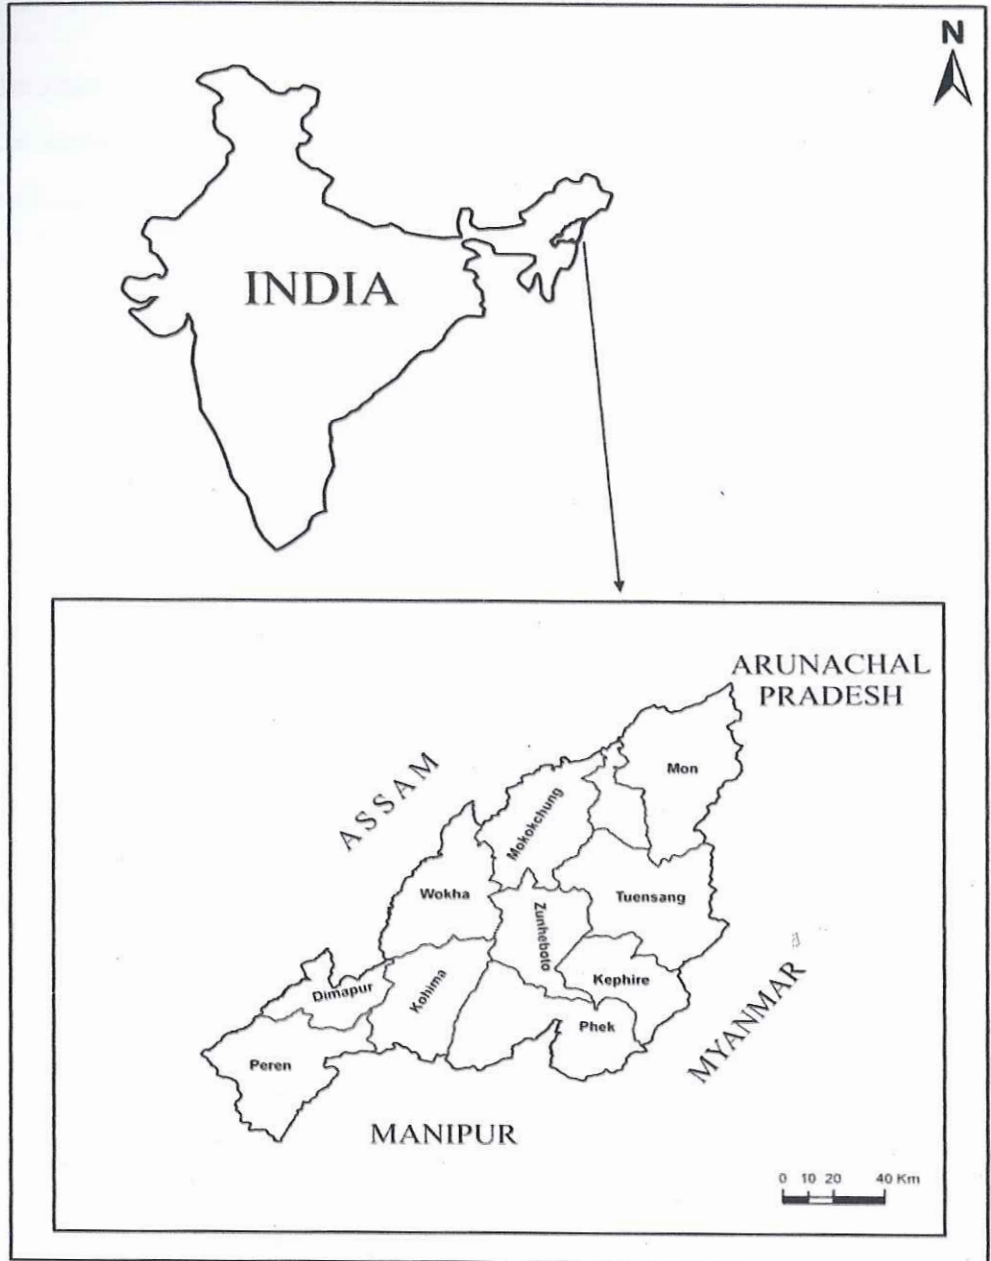 N
INDIA
ARUNACHAL
PRADESH
ASSAM
Mon
Mokokchung
Wokha
Tuensang
Zunheboto
Kephire
Dimapur
Kohima
Phek
Peren
MYANMAR
MANIPUR
0 10 20 40 Km